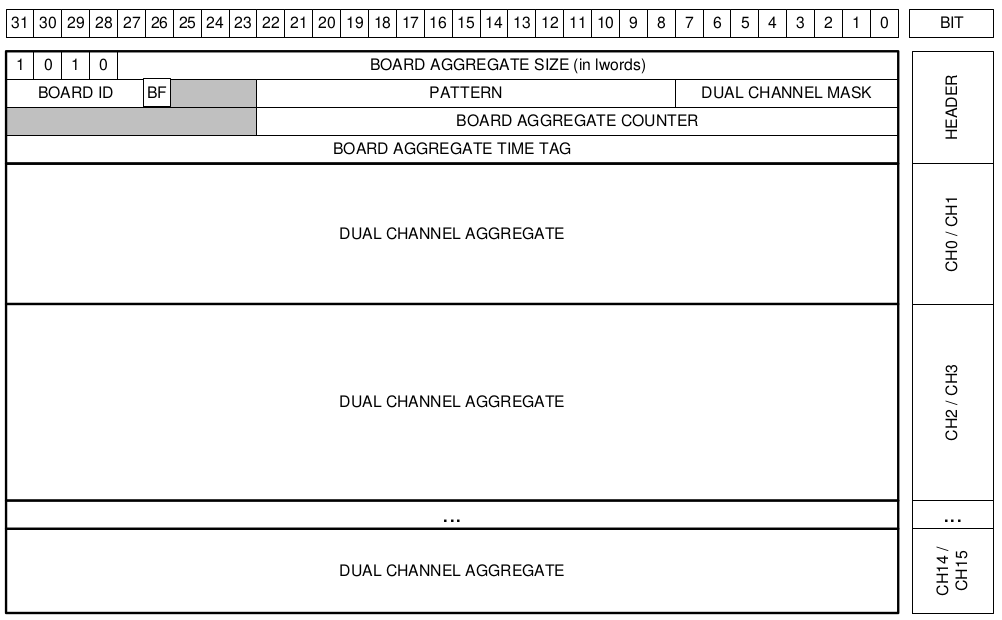 31 30 29 28 27 26 25 24 23 22 21 20 19 18 17 16 15 14 13 12 11 10 9 8 7 6 5 4 3 2 1 0 BIT
1 0 1 0 BOARD AGGREGATE SIZE (in lwords)
BOARD ID BF PATTERN DUAL CHANNEL MASK
BOARD AGGREGATE COUNTER
BOARD AGGREGATE TIME TAG
HEADER
DUAL CHANNEL AGGREGATE
CH0 / CH1
DUAL CHANNEL AGGREGATE
CH2 / CH3
... ...
DUAL CHANNEL AGGREGATE
CH14 /
CH15